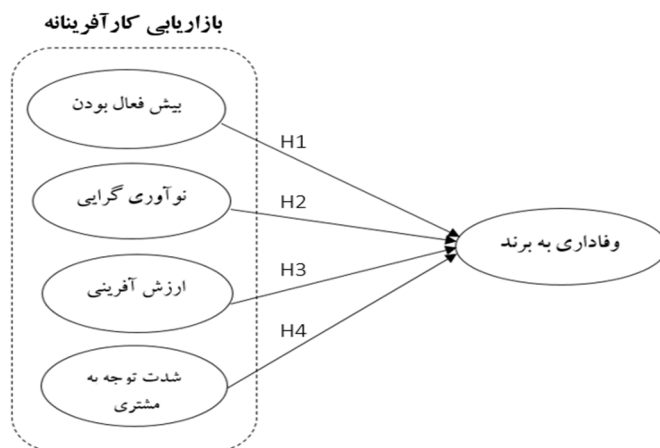 بازاریابی کارآفرینانه
بیش فعال بودن
H1
نوآوری گرایی
H2
وفاداری به برند
ارزش آفرینی
H3
H4
شدت توجه به
مشتری